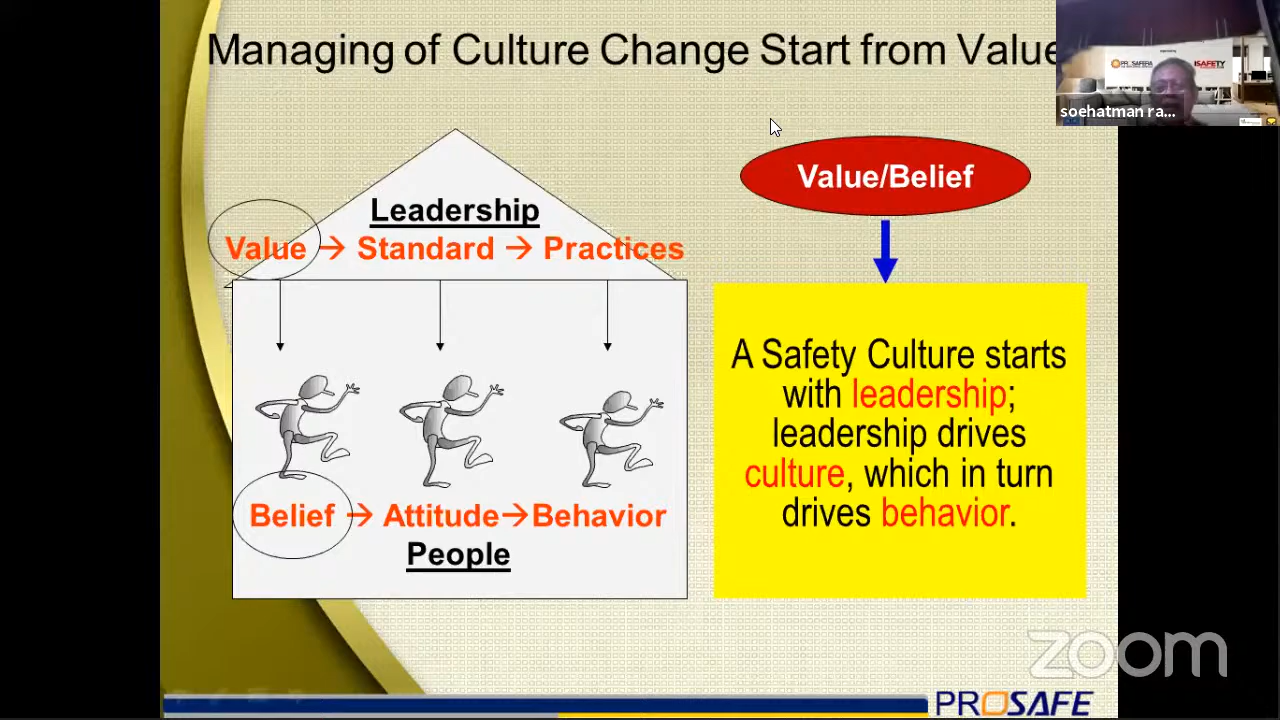 Managing of Culture Change Start from Value
soehatman ra...
Leadership
Value → Standard → Practices
Belief → Attitude→Behavior
People
Value/Belief
A Safety Culture starts
with leadership;
leadership drives
culture, which in turn
drives behavior.
zoom
PROSAFE